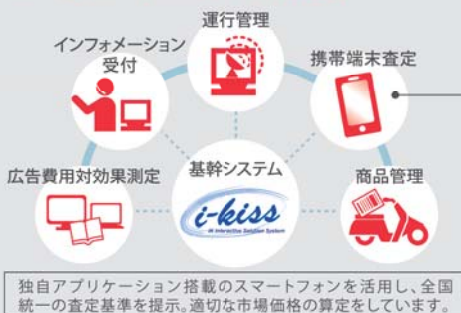 運行管理
インフォメーション
受付
携帯端末査定
広告費用対効果測定
基幹システム
商品管理
i-kiss
IK Interactive Solution System
独自アプリケーション搭載のスマートフォンを活用し、全国
統一の査定基準を提示。適切な市場価格の算定をしています。